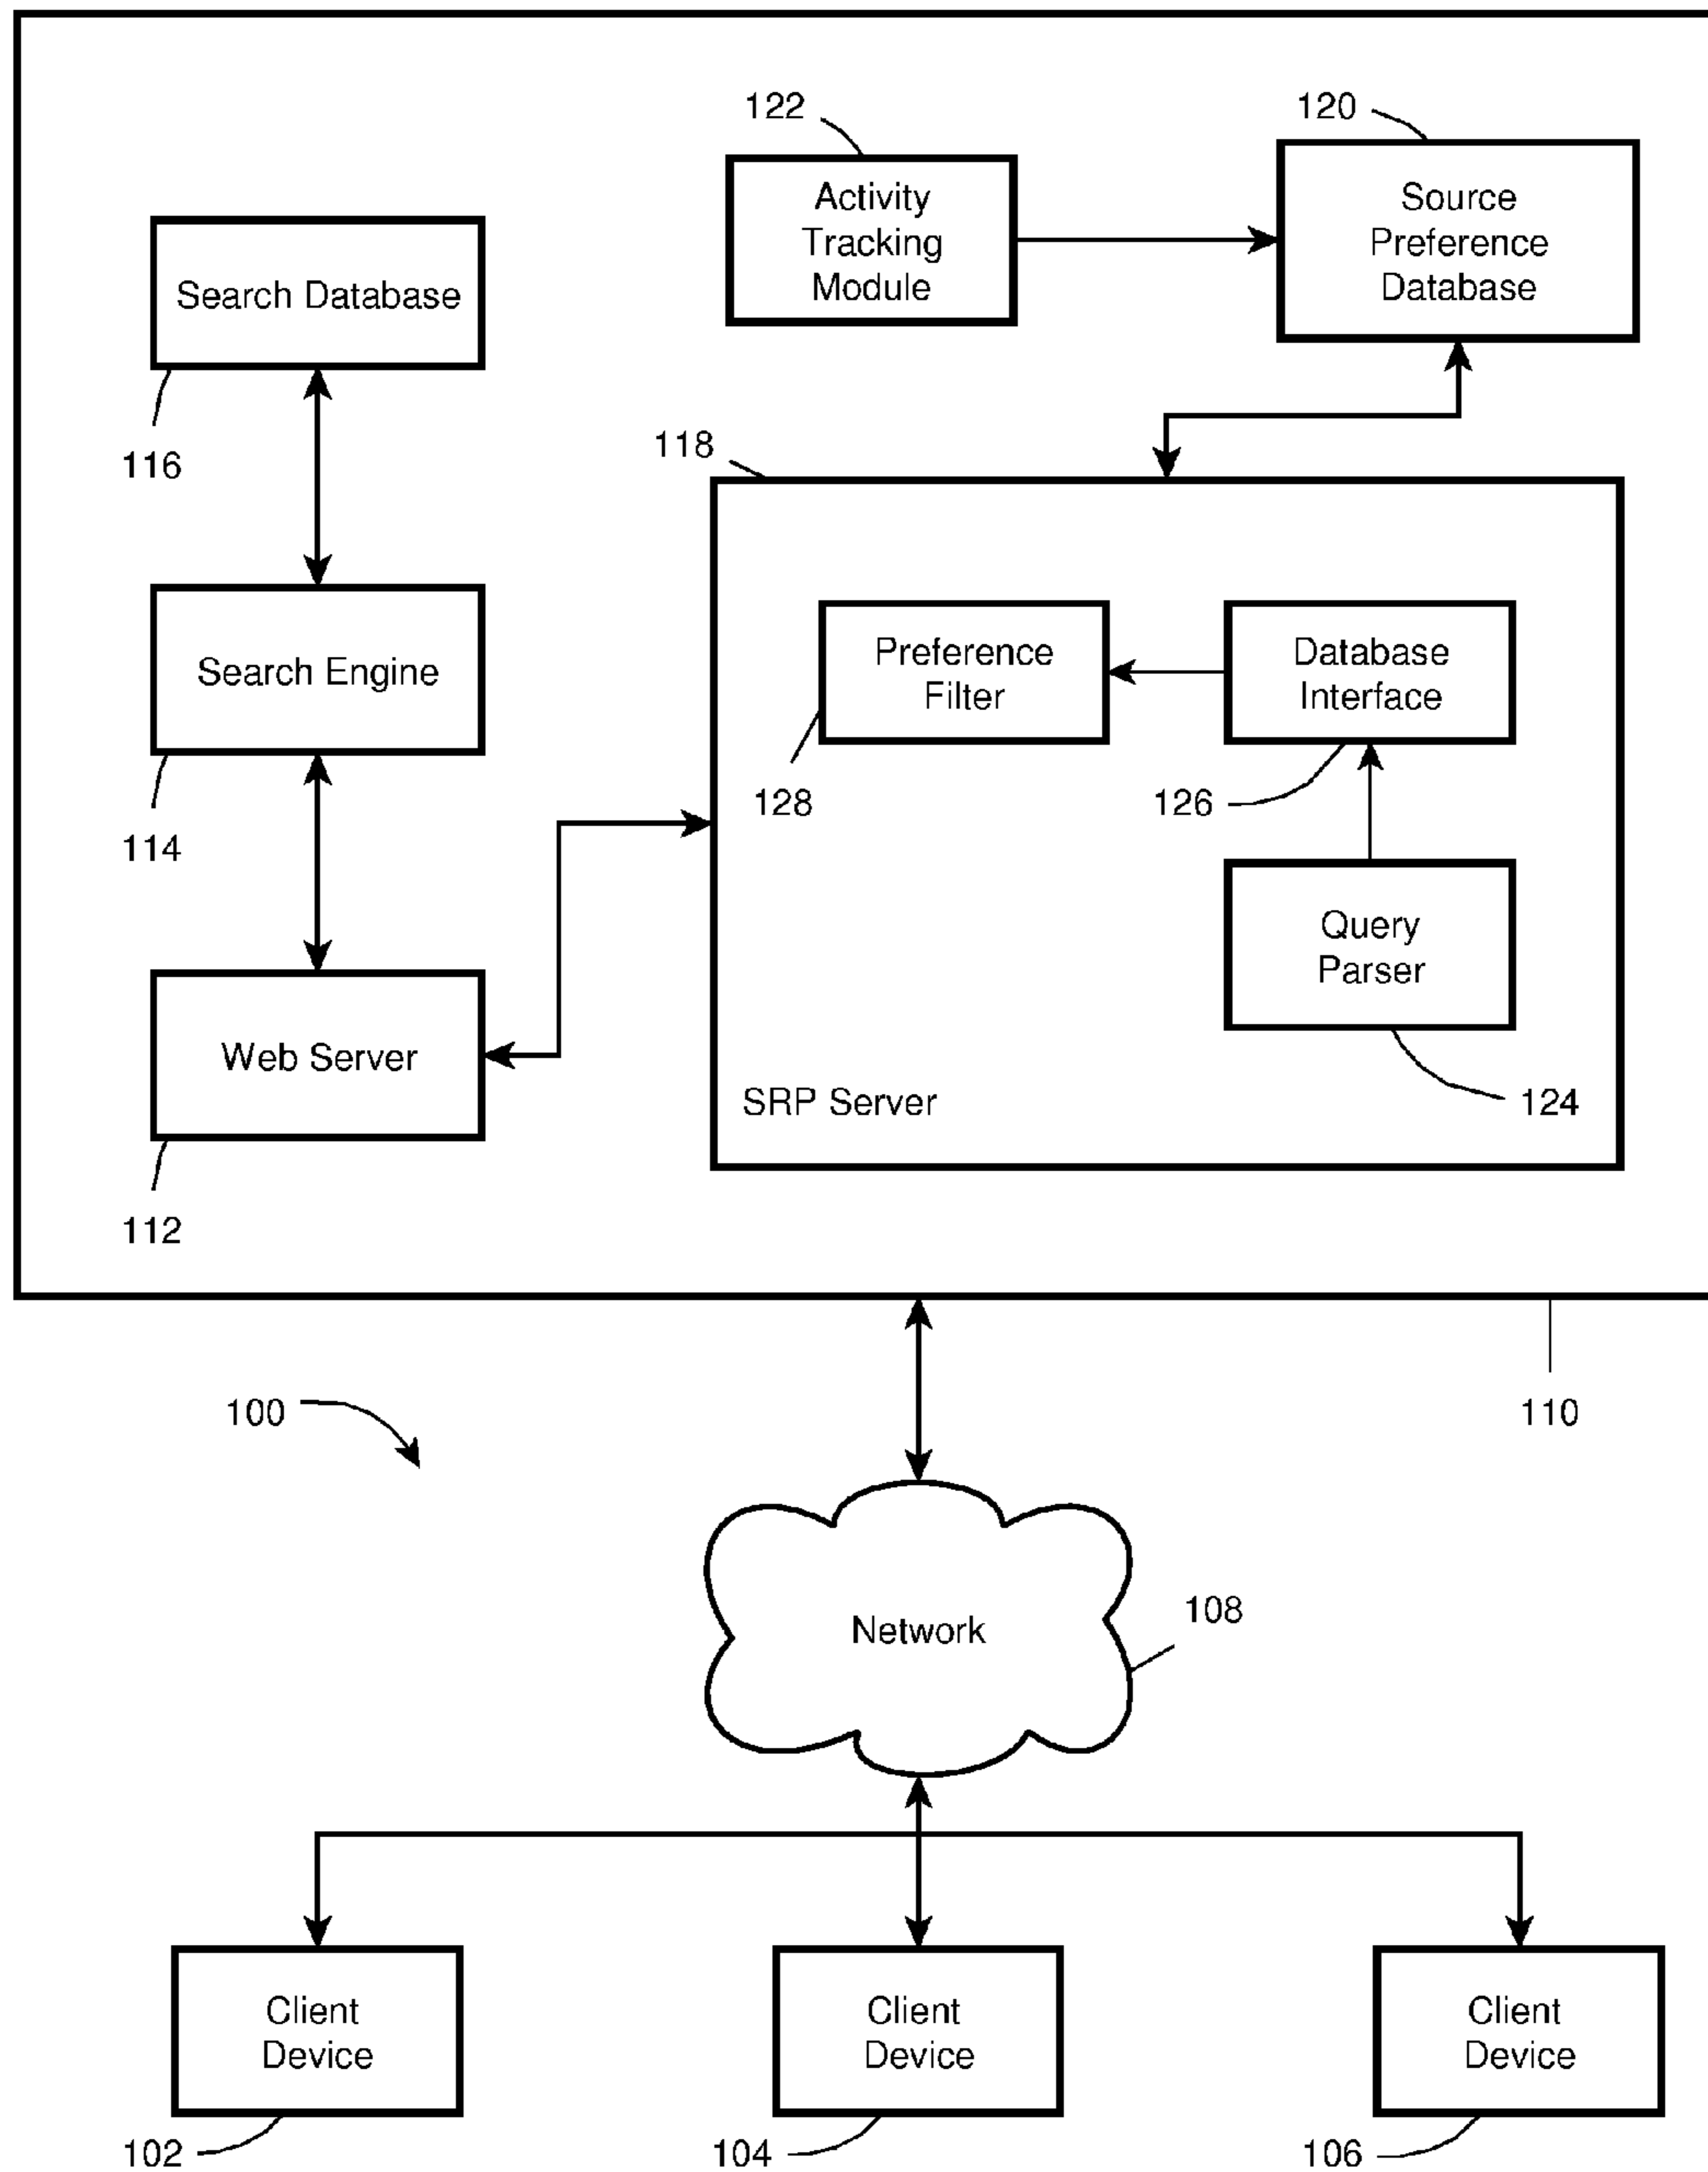 122
120
Activity
Tracking
Module
Source
Preference
Database
Search Database
116
118
Search Engine
114
Preference
Filter
128
Database
Interface
126
Query
Parser
124
Web Server
112
SRP Server
110
100
Network
108
Client
Device
102
Client
Device
104
Client
Device
106